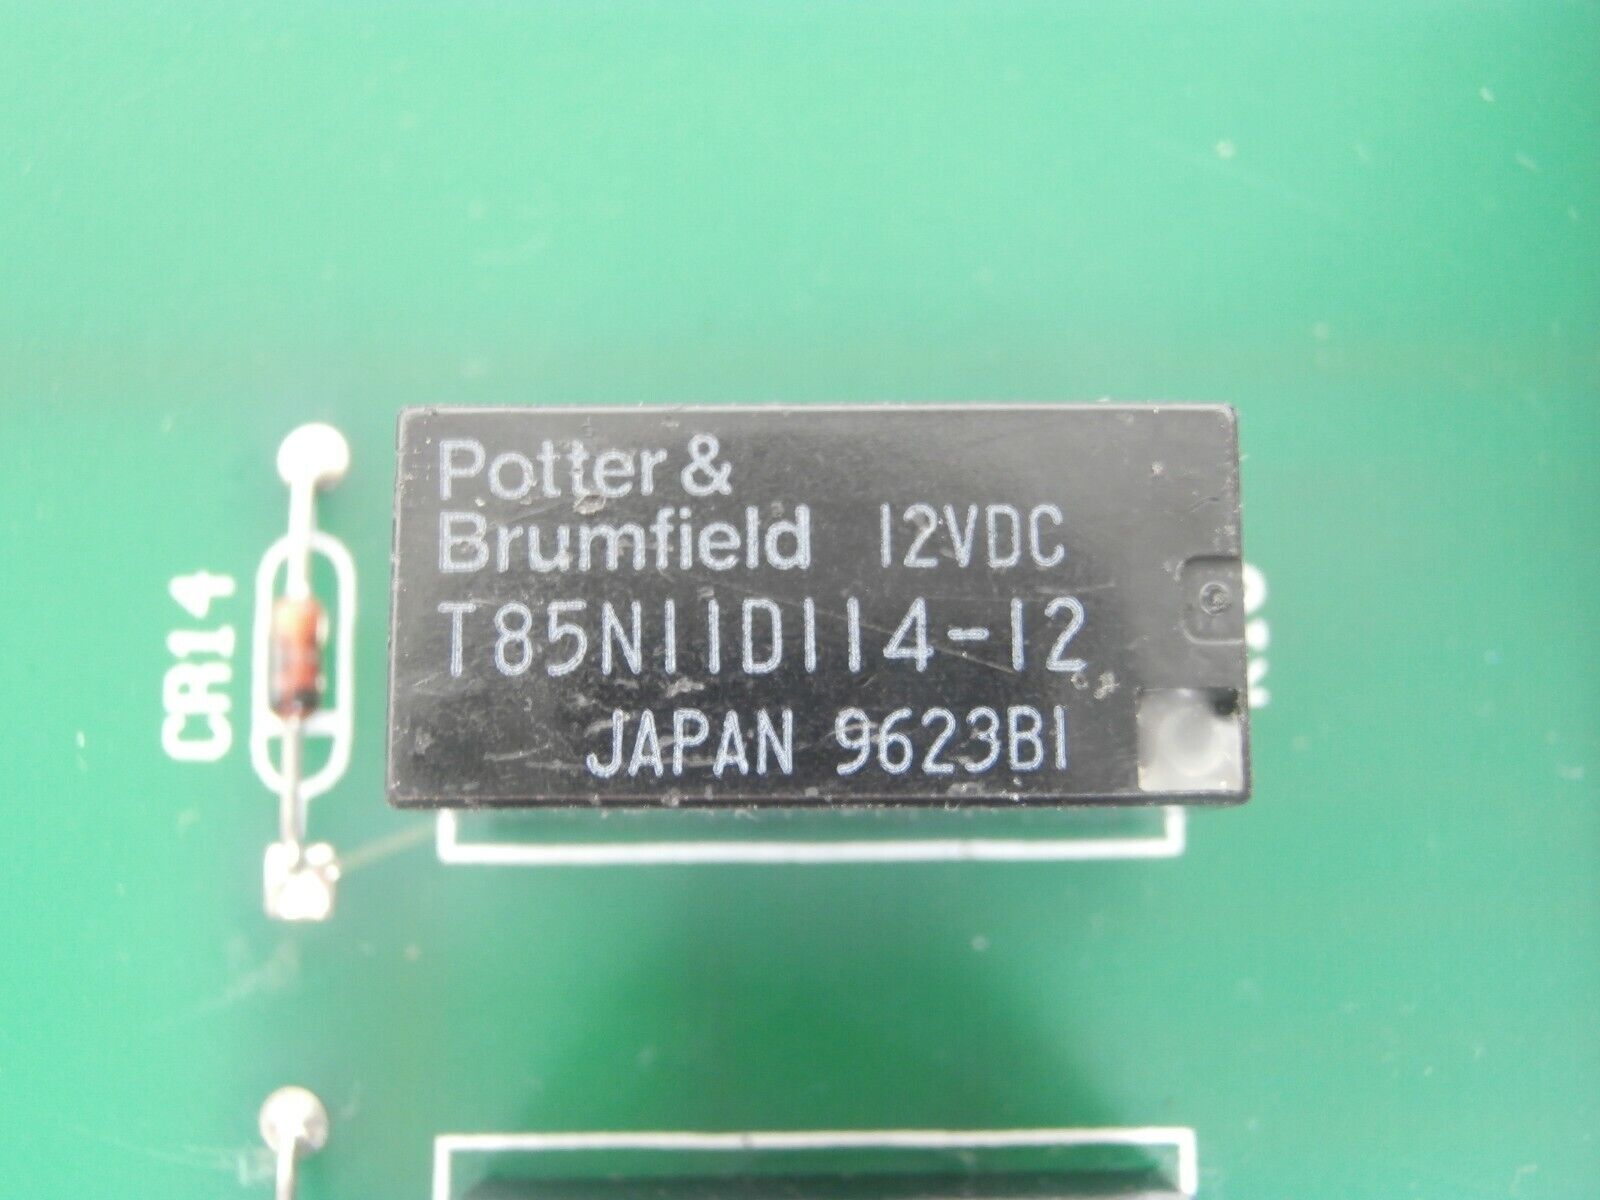 CR14
Potter &
Brumfield 12VDC
T85N11D114-12
JAPAN 9623B1